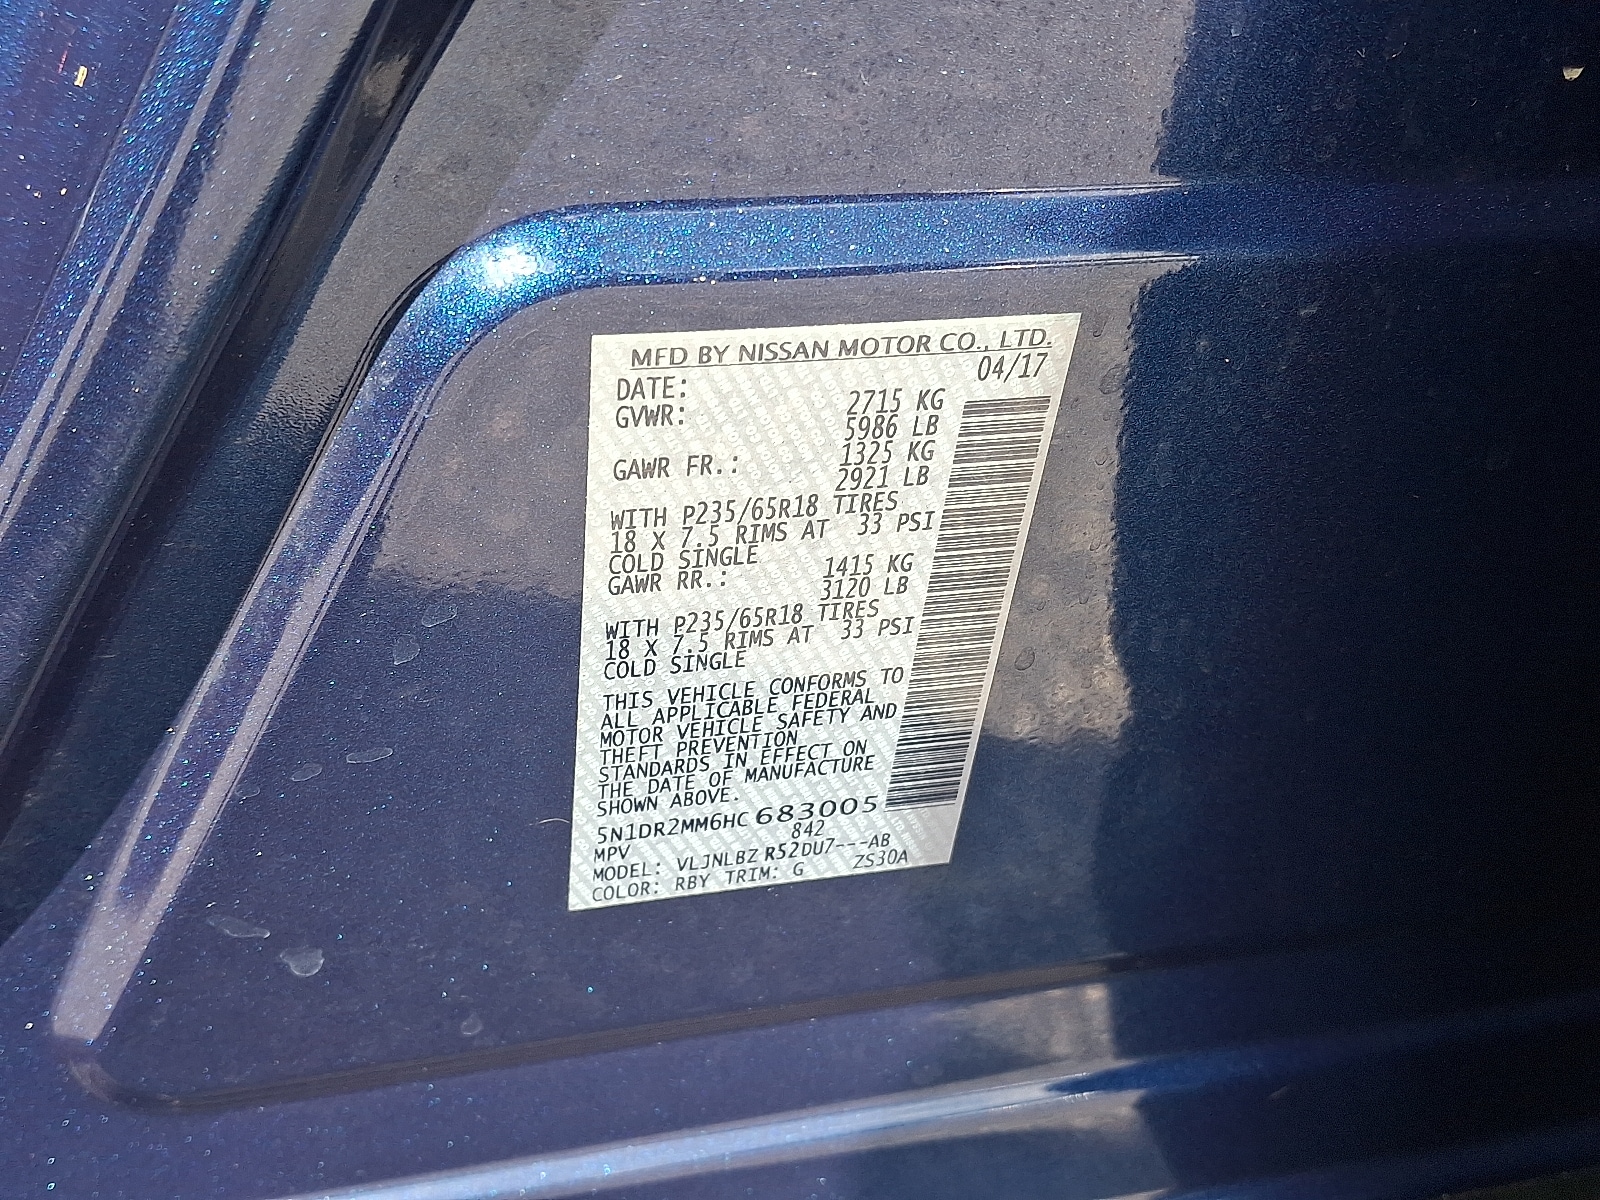 MFD BY NISSAN MOTOR CO., LTD.
DATE: 04/17
GVWR: 2715 KG
5986 LB
GAWR FR.: 1325 KG
2921 LB
WITH P235/65R18 TIRES
18 X 7.5 RIMS AT 33 PSI
COLD SINGLE
GAWR RR.: 1415 KG
3120 LB
WITH P235/65R18 TIRES
18 X 7.5 RIMS AT 33 PSI
COLD SINGLE
THIS VEHICLE CONFORMS TO
ALL APPLICABLE FEDERAL
MOTOR VEHICLE SAFETY AND
THEFT PREVENTION
STANDARDS IN EFFECT ON
THE DATE OF MANUFACTURE
SHOWN ABOVE.
5N1DR2MM6HC 683005
MPV 842
MODEL: VLJNLBZ R52DU7---AB
COLOR: RBY TRIM: G ZS30A